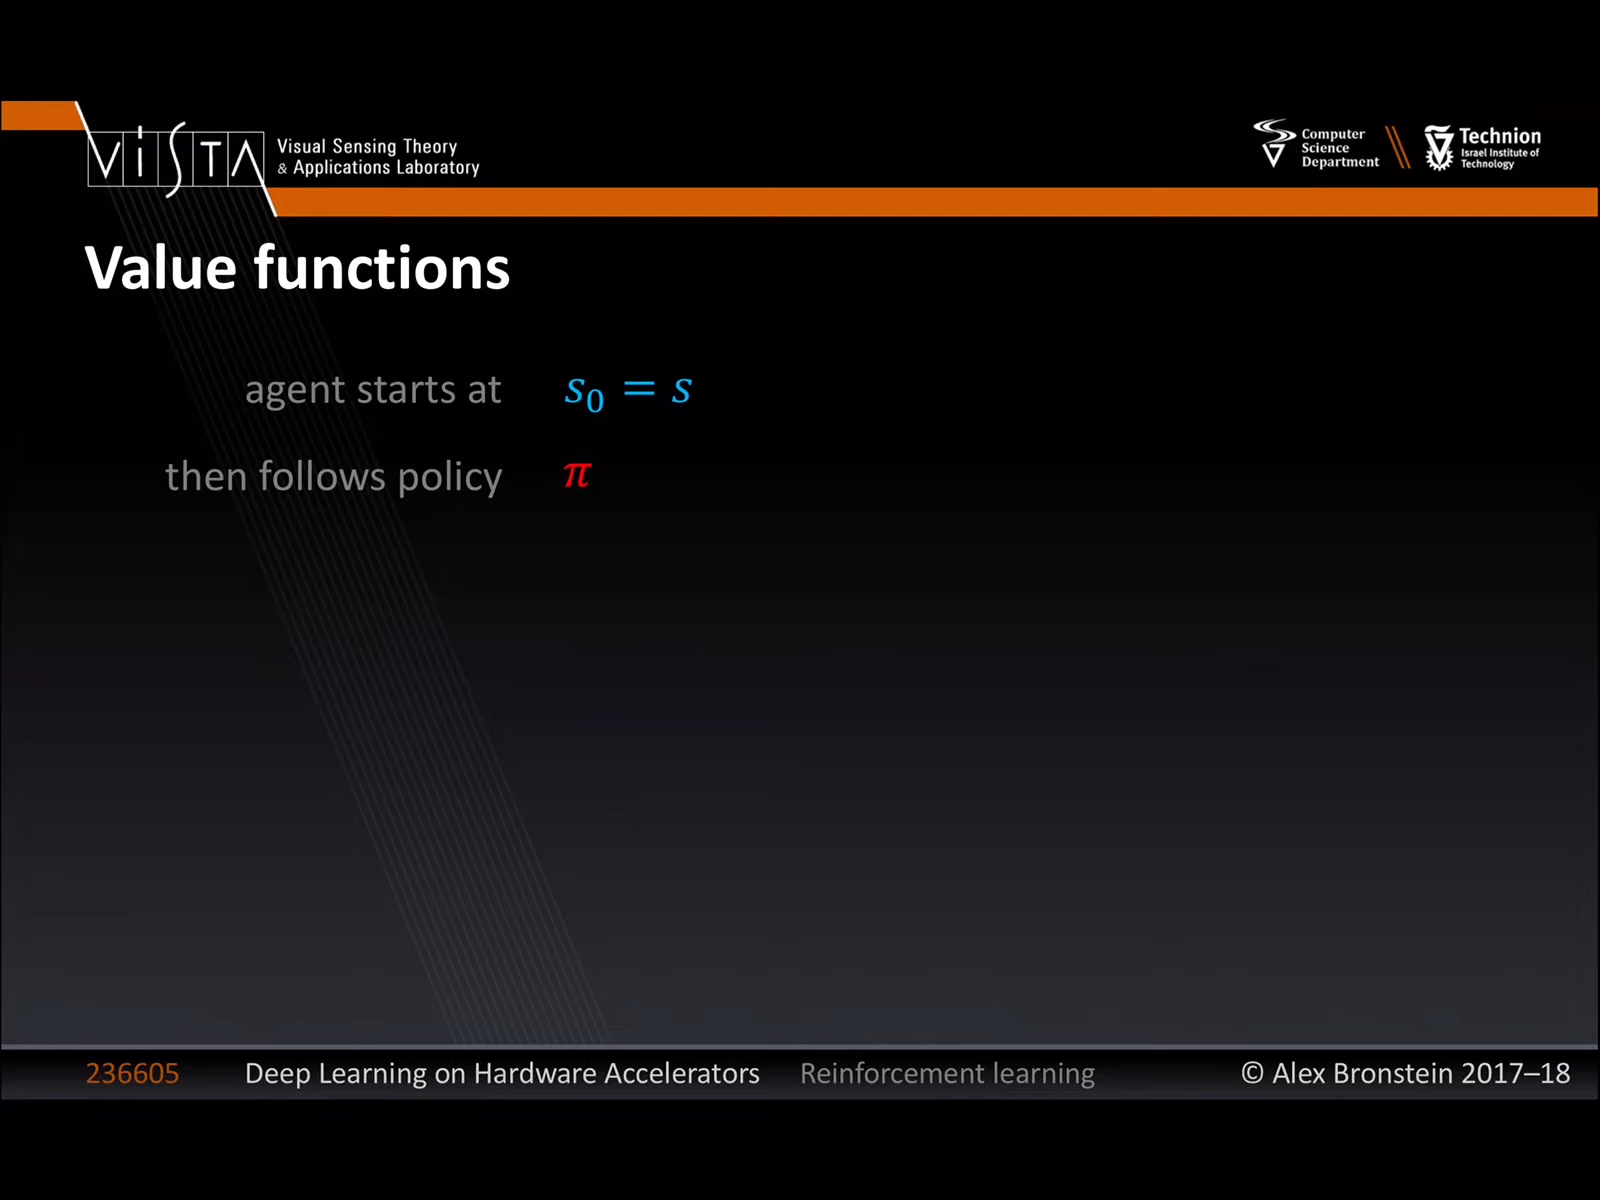 ViSTA
Visual Sensing Theory
& Applications Laboratory
Computer
Science
Department
Technion
Israel Institute of
Technology
Value functions
agent starts at s₀ = s
then follows policy π
236605 Deep Learning on Hardware Accelerators Reinforcement learning © Alex Bronstein 2017–18